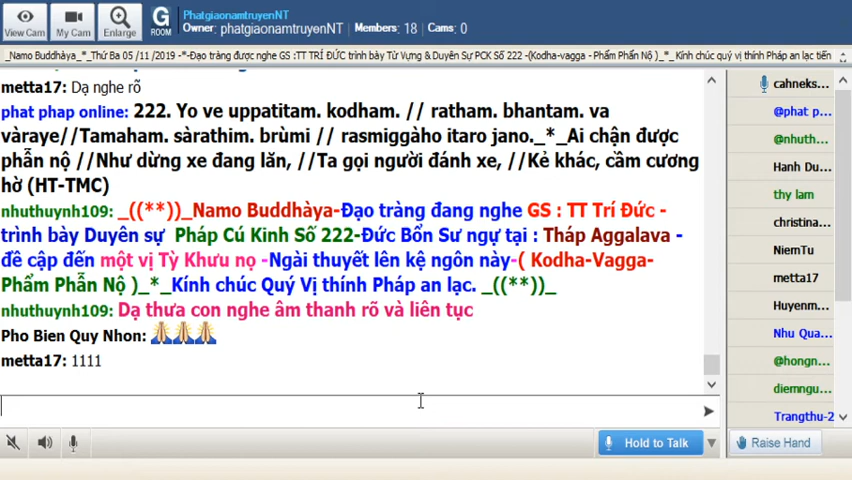 View Cam
My Cam
Enlarge
G
ROOM
PhatgiaonamtruyenNT
Owner: phatgiaonamtruyenNT Members: 18 Cams: 0
_Namo Buddhàya_*_Thứ Ba 05 /11 /2019 -*-Đạo tràng được nghe GS :TT TRÍ ĐỨC trình bày Từ Vựng & Duyên Sự PCK Số 222 -(Kodha-vagga - Phẩm Phẫn Nộ )_*_ Kính chúc quý vị thính Pháp an lạc tiến
metta17: Dạ nghe rõ
phat phap online: 222. Yo ve uppatitam. kodham. // ratham. bhantam. va
vàraye//Tamaham. sàrathim. brùmi // rasmiggàho itaro jano._*_Ai chận được
phẫn nộ //Như dừng xe đang lăn, //Ta gọi người đánh xe, //Kẻ khác, cầm cương
hờ (HT-TMC)
nhuthuynh109: _((**))_Namo Buddhàya-Đạo tràng đang nghe GS : TT Trí Đức -
trình bày Duyên sự Pháp Cú Kinh Số 222-Đức Bổn Sư ngự tại : Tháp Aggalava -
đề cập đến một vị Tỳ Khưu nọ -Ngài thuyết lên kệ ngôn này-( Kodha-Vagga-
Phẩm Phẫn Nộ )_*_Kính chúc Quý Vị thính Pháp an lạc. _((**))_
nhuthuynh109: Dạ thưa con nghe âm thanh rõ và liên tục
Pho Bien Quy Nhon: 🙏🙏🙏
metta17: 1111
Hold to Talk
cahneks...
@phat p...
@nhuth...
Hanh Du...
thy lam
christina...
NiemTu
metta17
Huyenm...
Nhu Qua...
@hongn...
diemngu...
Trangthu-2
Raise Hand